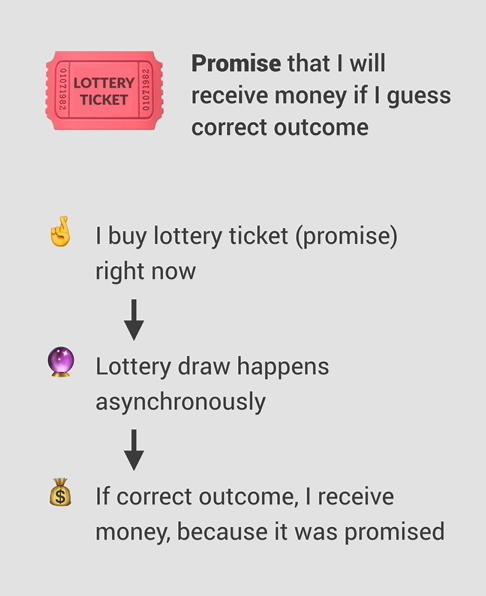 LOTTERY
TICKET
01071982
01071982
Promise that I will
receive money if I guess
correct outcome
I buy lottery ticket (promise)
right now
Lottery draw happens
asynchronously
$
If correct outcome, I receive
money, because it was promised